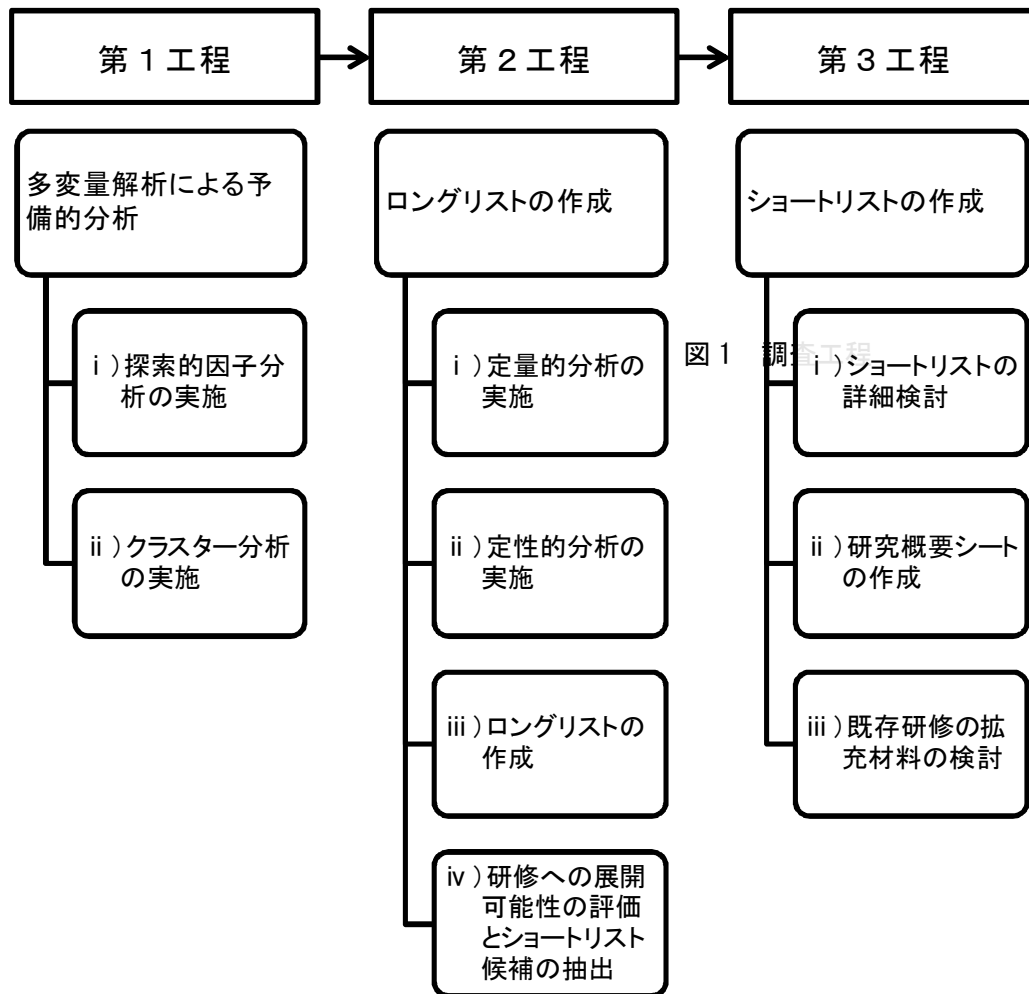 第1工程
第2工程
第3工程
多変量解析による予
備的分析
ⅰ)探索的因子分
析の実施
ⅱ)クラスター分析
の実施
ロングリストの作成
ⅰ)定量的分析の
実施
ⅱ)定性的分析の
実施
ⅲ)ロングリストの
作成
ⅳ)研修への展開
可能性の評価
とショートリスト
候補の抽出
ショートリストの作成
図1 調査工程
ⅰ)ショートリストの
詳細検討
ⅱ)研究概要シート
の作成
ⅲ)既存研修の拡
充材料の検討